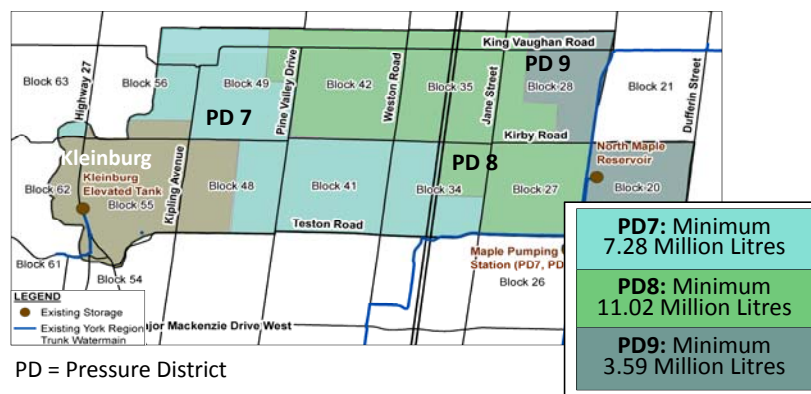 King Vaughan Road
PD 9
Block 63
Highway 27
Block 56
Block 49
Pine Valley Drive
Block 42
Weston Road
Block 35
Jane Street
Block 28
Block 21
Dufferin Street
PD 7
Kirby Road
Kleinburg
Kleinburg
Elevated Tank
Kipling Avenue
PD 8
North Maple
Reservoir
Block 62
Block 55
Block 48
Block 41
Block 34
Block 27
Block 20
Teston Road
Block 61
Block 54
Maple Pumping
Station (PD7, PD
Block 26
LEGEND
Existing Storage
Existing York Region
Trunk Watermain
jor Mackenzie Drive West
PD = Pressure District
PD7: Minimum
7.28 Million Litres
PD8: Minimum
11.02 Million Litres
PD9: Minimum
3.59 Million Litres